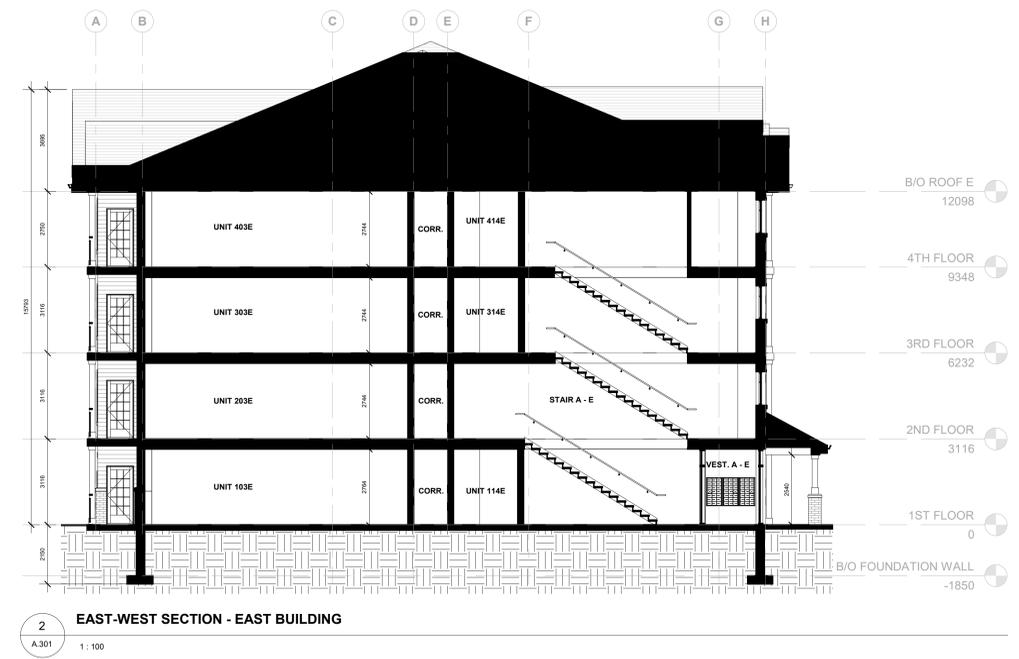 A B C D E F G H
3695
B/O ROOF E
12098
2750
UNIT 403E
2744
CORR.
UNIT 414E
4TH FLOOR
9348
15793
3116
UNIT 303E
2744
CORR.
UNIT 314E
3RD FLOOR
6232
3116
UNIT 203E
2744
CORR.
STAIR A - E
2ND FLOOR
3116
3116
UNIT 103E
2764
CORR.
UNIT 114E
VEST. A - E
2540
1ST FLOOR
0
2150
B/O FOUNDATION WALL
-1850
2
A.301
EAST-WEST SECTION - EAST BUILDING
1 : 100